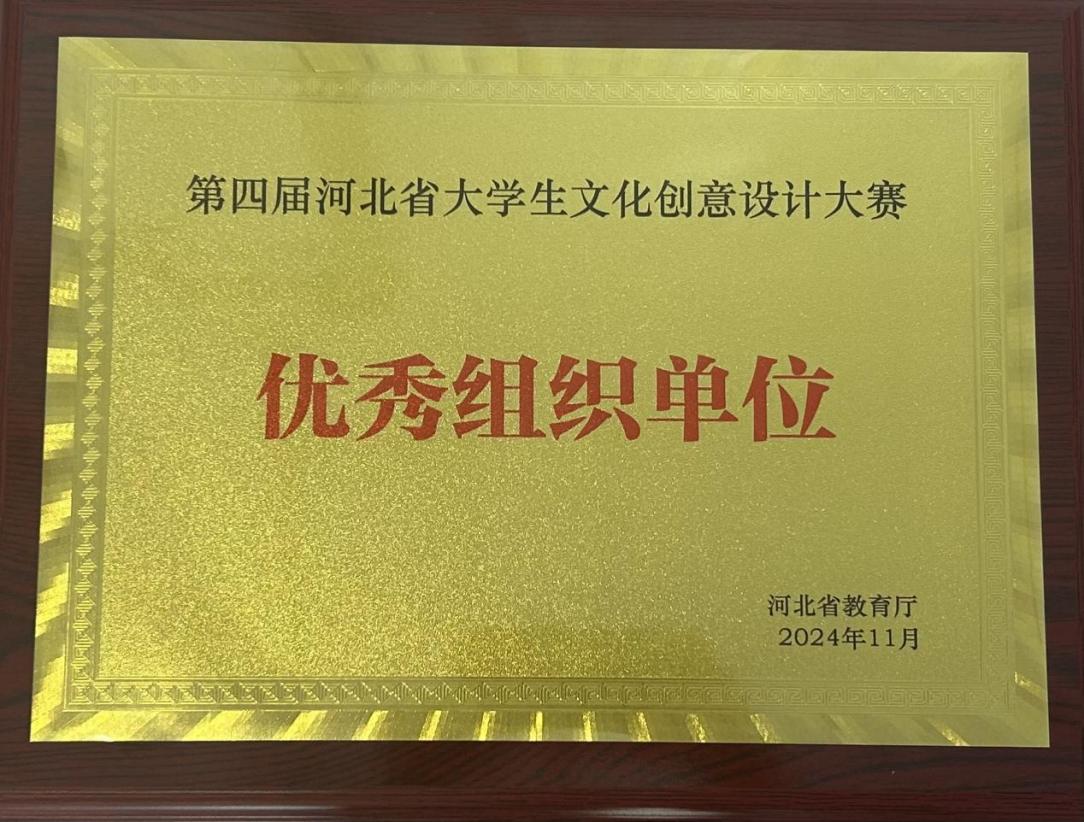 第四届河北省大学生文化创意设计大赛
优秀组织单位
河北省教育厅
2024年11月